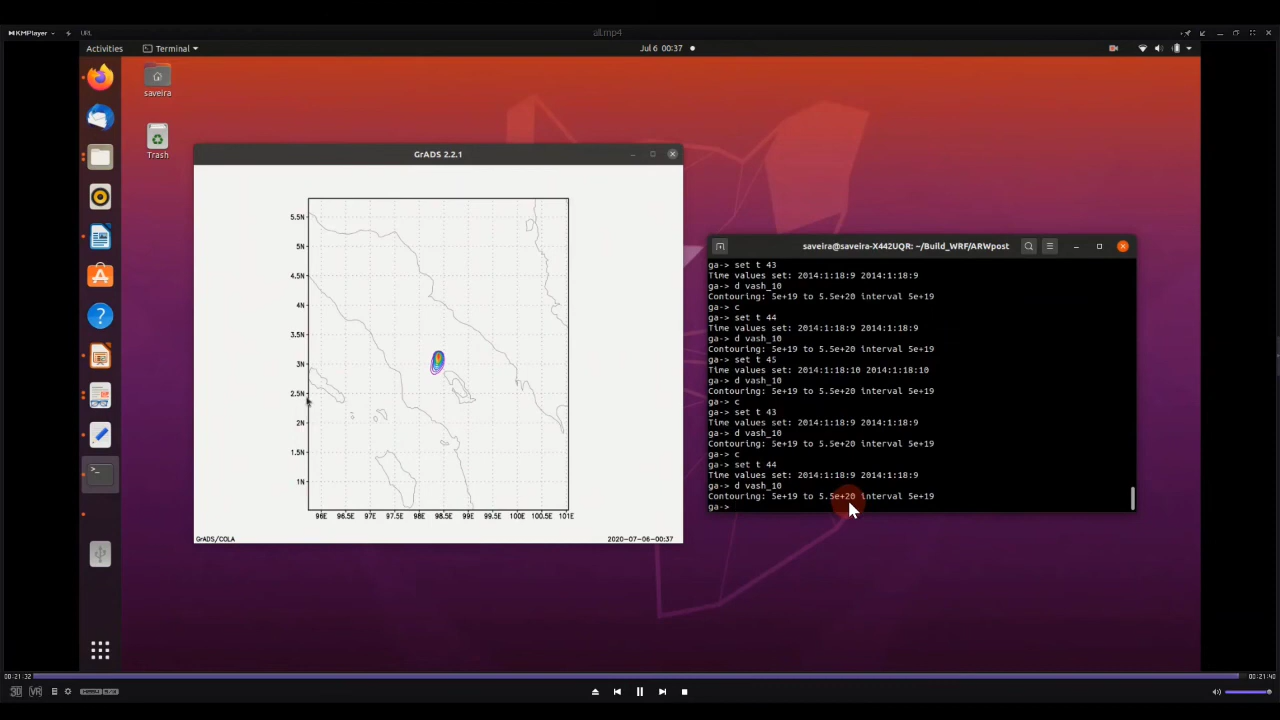 KMPlayer
URL
all.mp4
Activities
Terminal
Jul 6 00:37
saveira
Trash
GrADS 2.2.1
5.5N
5N
4.5N
4N
3.5N
3N
2.5N
2N
1.5N
1N
96E 96.5E 97E 97.5E 98E 98.5E 99E 99.5E 100E 100.5E 101E
GrADS/COLA
2020-07-06-00:37
saveira@saveira-X442UQR: ~/Build_WRF/ARWpost
ga-> set t 43
Time values set: 2014:1:18:9 2014:1:18:9
ga-> d vash_10
Contouring: 5e+19 to 5.5e+20 interval 5e+19
ga-> c
ga-> set t 44
Time values set: 2014:1:18:9 2014:1:18:9
ga-> d vash_10
Contouring: 5e+19 to 5.5e+20 interval 5e+19
ga-> set t 45
Time values set: 2014:1:18:10 2014:1:18:10
ga-> d vash_10
Contouring: 5e+19 to 5.5e+20 interval 5e+19
ga-> c
ga-> set t 43
Time values set: 2014:1:18:9 2014:1:18:9
ga-> d vash_10
Contouring: 5e+19 to 5.5e+20 interval 5e+19
ga-> c
ga-> set t 44
Time values set: 2014:1:18:9 2014:1:18:9
ga-> d vash_10
Contouring: 5e+19 to 5.5e+20 interval 5e+19
ga->
00:21:32
00:21:40
3D VR